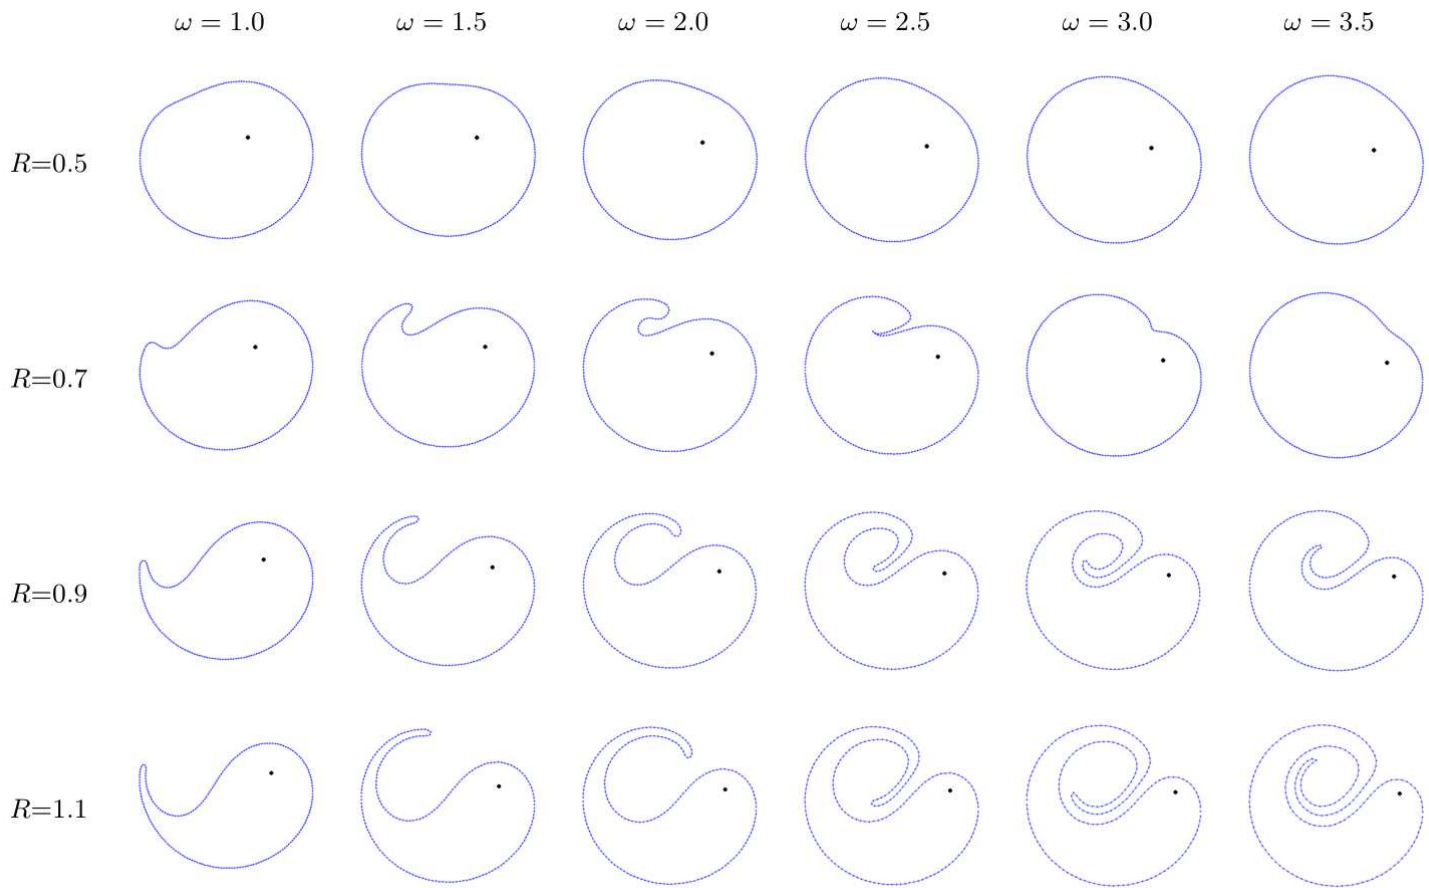 ω = 1.0 ω = 1.5 ω = 2.0 ω = 2.5 ω = 3.0 ω = 3.5
R=0.5
R=0.7
R=0.9
R=1.1